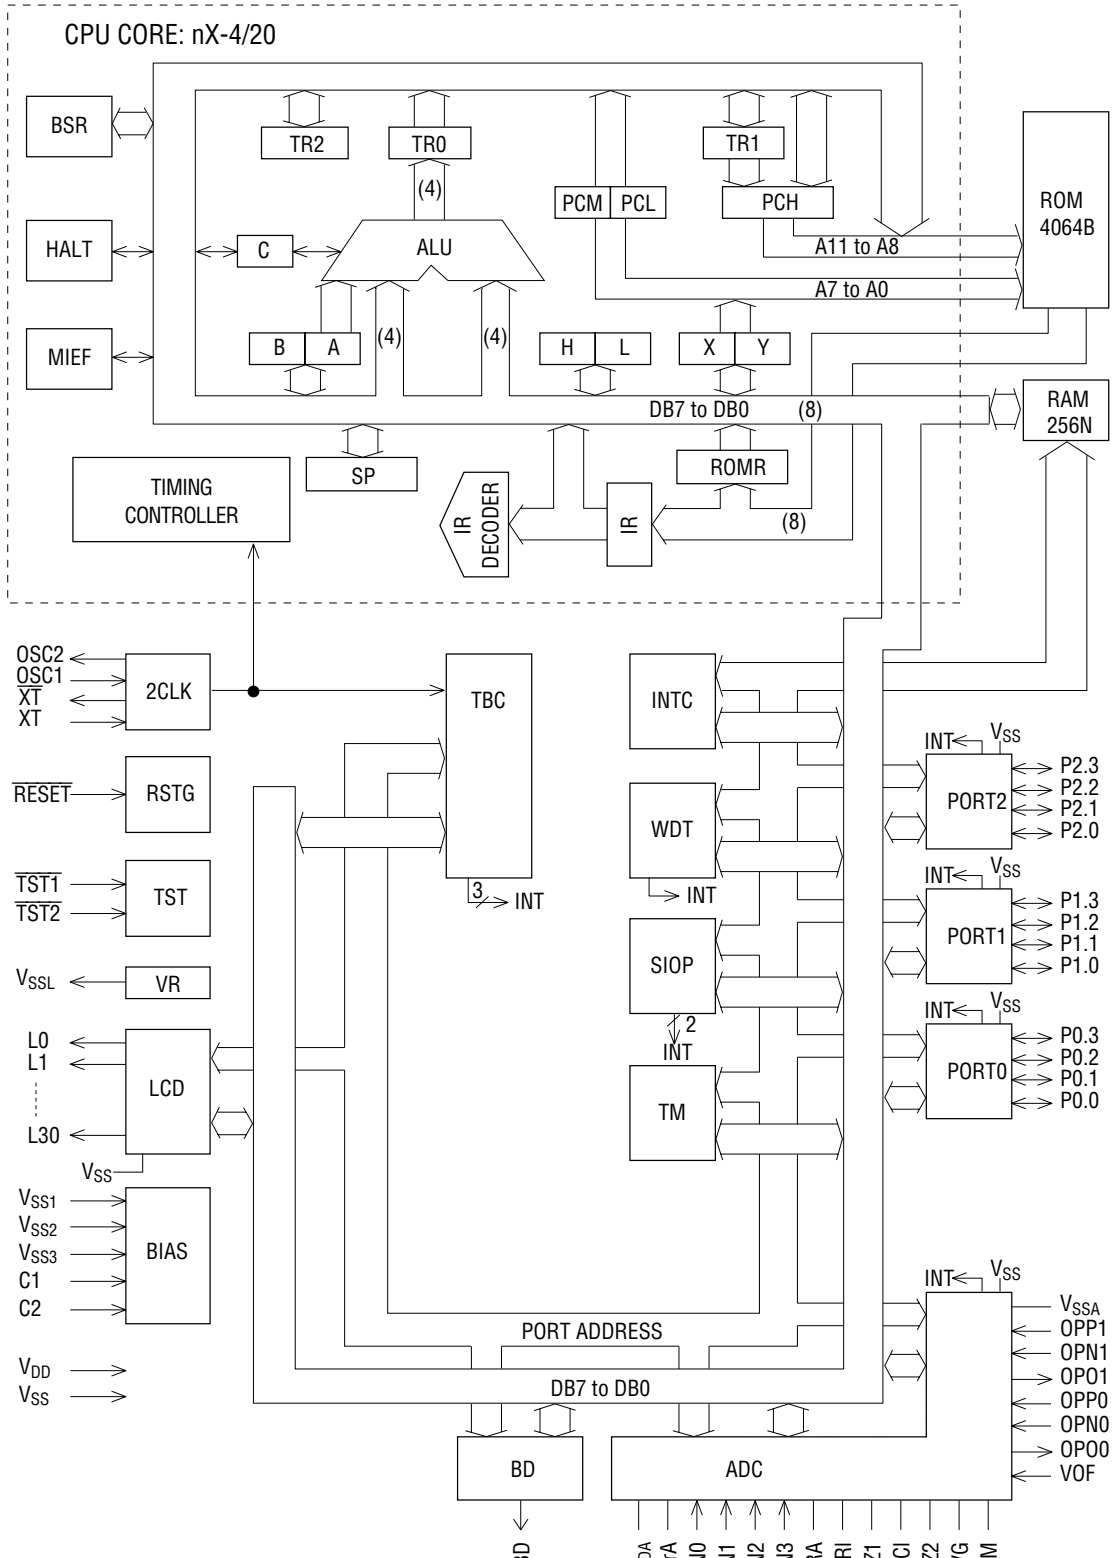 CPU CORE: nX-4/20
BSR
TR2
TR0
TR1
ROM
4064B
(4)
PCM
PCL
PCH
HALT
C
ALU
A11 to A8
A7 to A0
MIEF
B
A
(4)
(4)
H
L
X
Y
DB7 to DB0
(8)
RAM
256N
SP
ROMR
TIMING
CONTROLLER
IR
DECODER
IR
(8)
OSC2
OSC1
XT
XT
2CLK
TBC
INTC
RESET
RSTG
INT
VSS
PORT2
P2.3
P2.2
P2.1
P2.0
WDT
TST1
TST2
TST
3
INT
INT
INT
VSS
PORT1
P1.3
P1.2
P1.1
P1.0
VSSL
VR
SIOP
2
INT
L0
L1
L30
LCD
VSS
INT
VSS
PORT0
P0.3
P0.2
P0.1
P0.0
TM
VSS1
VSS2
VSS3
C1
C2
BIAS
INT
VSS
PORT ADDRESS
VDD
VSS
DB7 to DB0
VSSA
OPP1
OPN1
OPO1
OPP0
OPN0
OPO0
VOF
BD
ADC